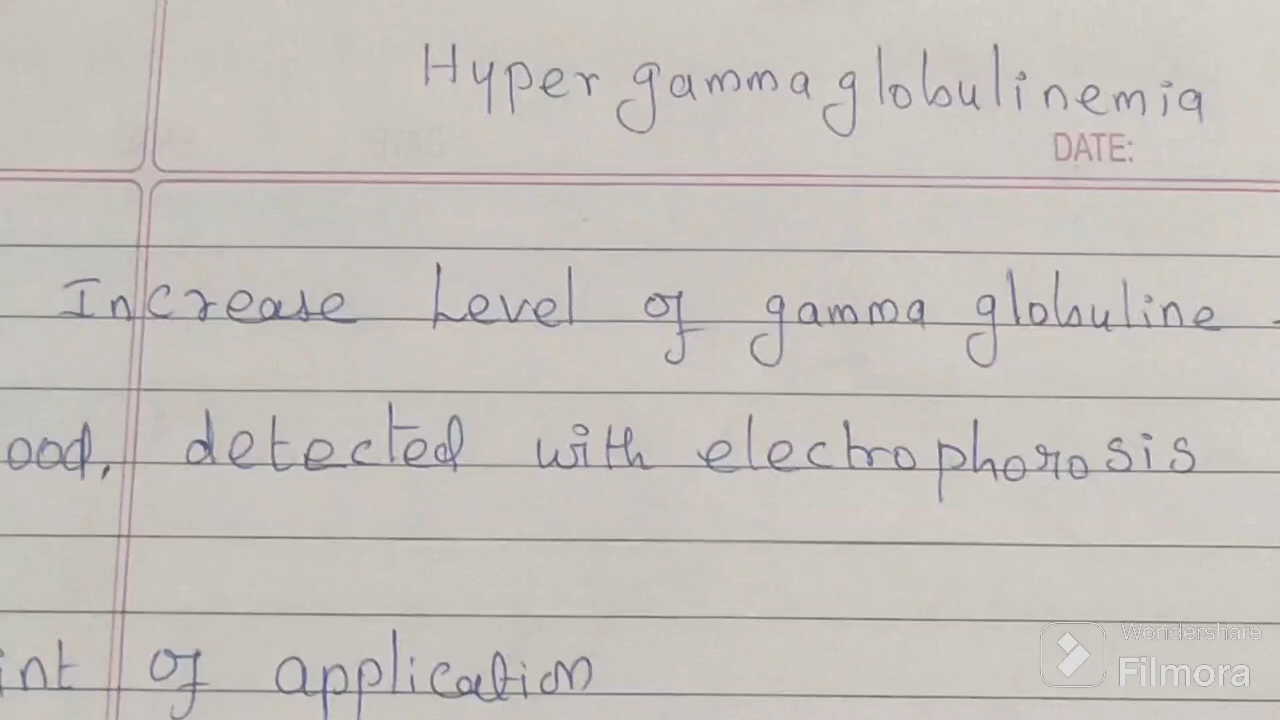 Hyper gamma globulinemia
DATE:
Increase Level of gamma globuline
ood, detected with electrophorosis
int of application
Wondershare
Filmora